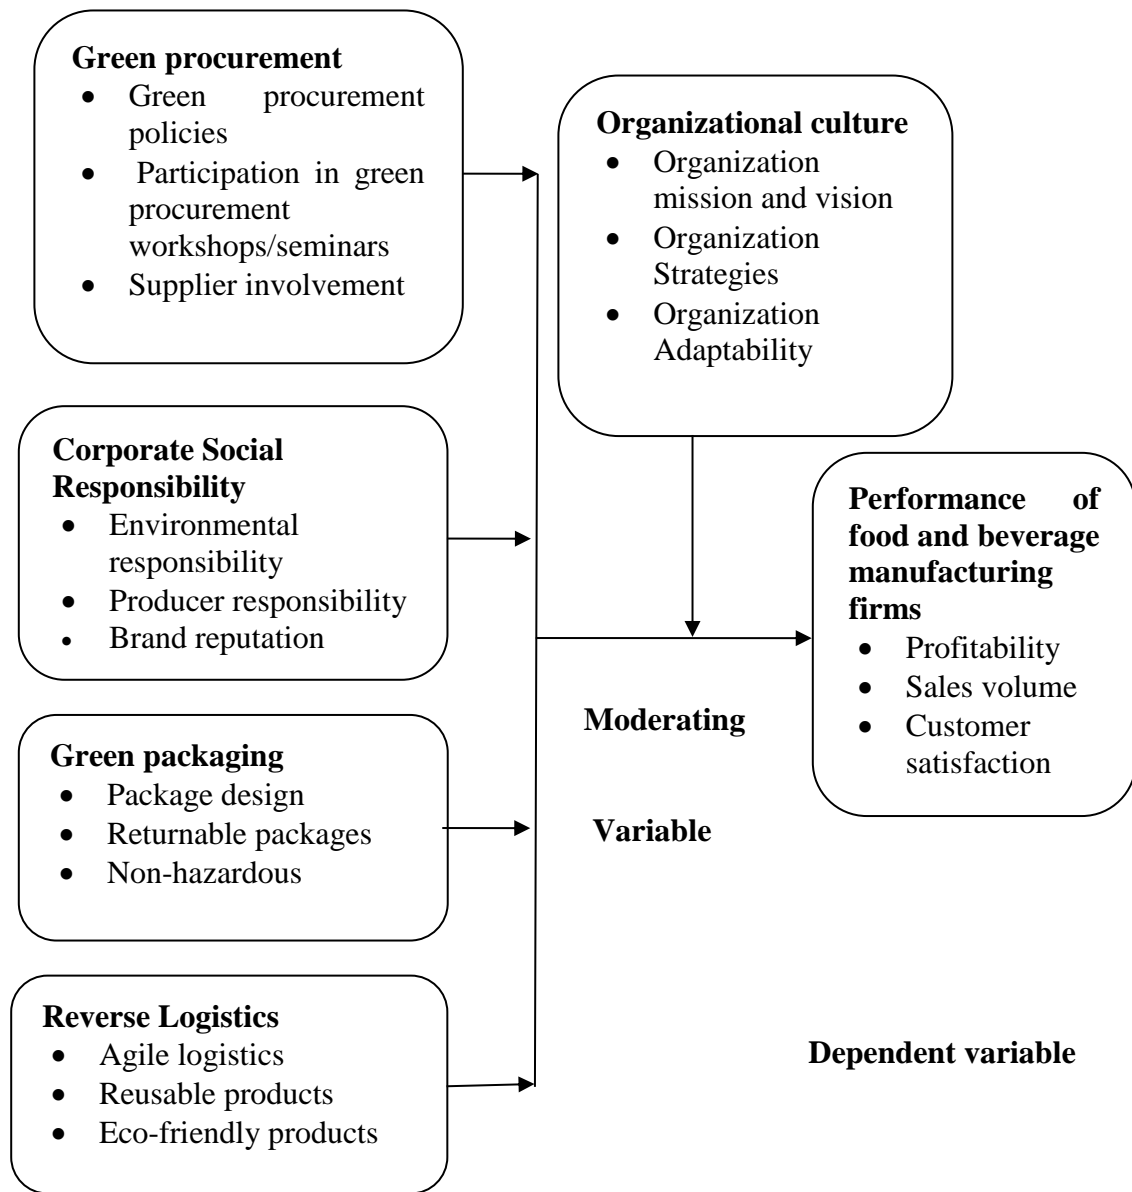 Green procurement
• Green procurement
policies
• Participation in green
procurement
workshops/seminars
• Supplier involvement
Organizational culture
• Organization
mission and vision
• Organization
Strategies
• Organization
Adaptability
Corporate Social
Responsibility
• Environmental
responsibility
• Producer responsibility
• Brand reputation
Performance of
food and beverage
manufacturing
firms
• Profitability
• Sales volume
• Customer
satisfaction
Moderating
Variable
Green packaging
• Package design
• Returnable packages
• Non-hazardous
Reverse Logistics
• Agile logistics
• Reusable products
• Eco-friendly products
Dependent variable